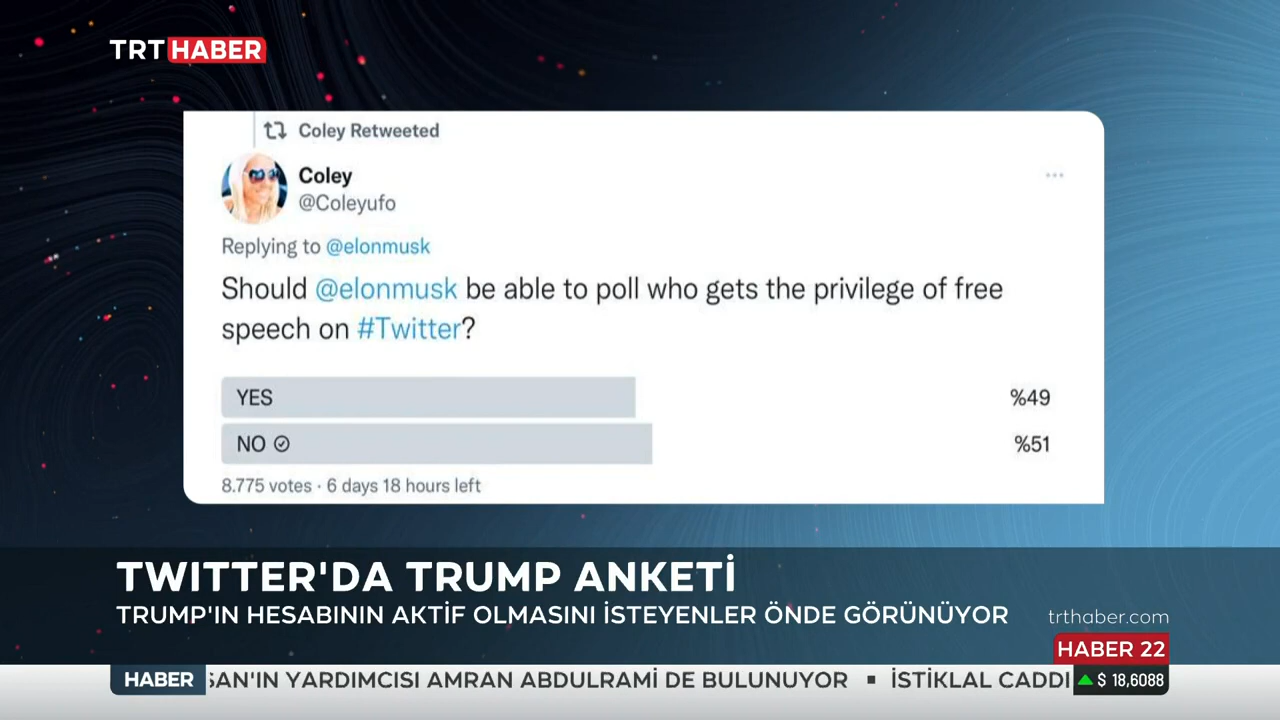 TRT HABER
Coley Retweeted
Coley
@Coleyufo
Replying to @elonmusk
Should @elonmusk be able to poll who gets the privilege of free
speech on #Twitter?
YES %49
NO %51
8.775 votes · 6 days 18 hours left
TWITTER'DA TRUMP ANKETİ
TRUMP'IN HESABININ AKTİF OLMASINI İSTEYENLER ÖNDE GÖRÜNÜYOR
trthaber.com
HABER 22
HABER ŞAN'IN YARDIMCISI AMRAN ABDULRAMİ DE BULUNUYOR ▪ İSTİKLAL CADDI
$ 18,6088